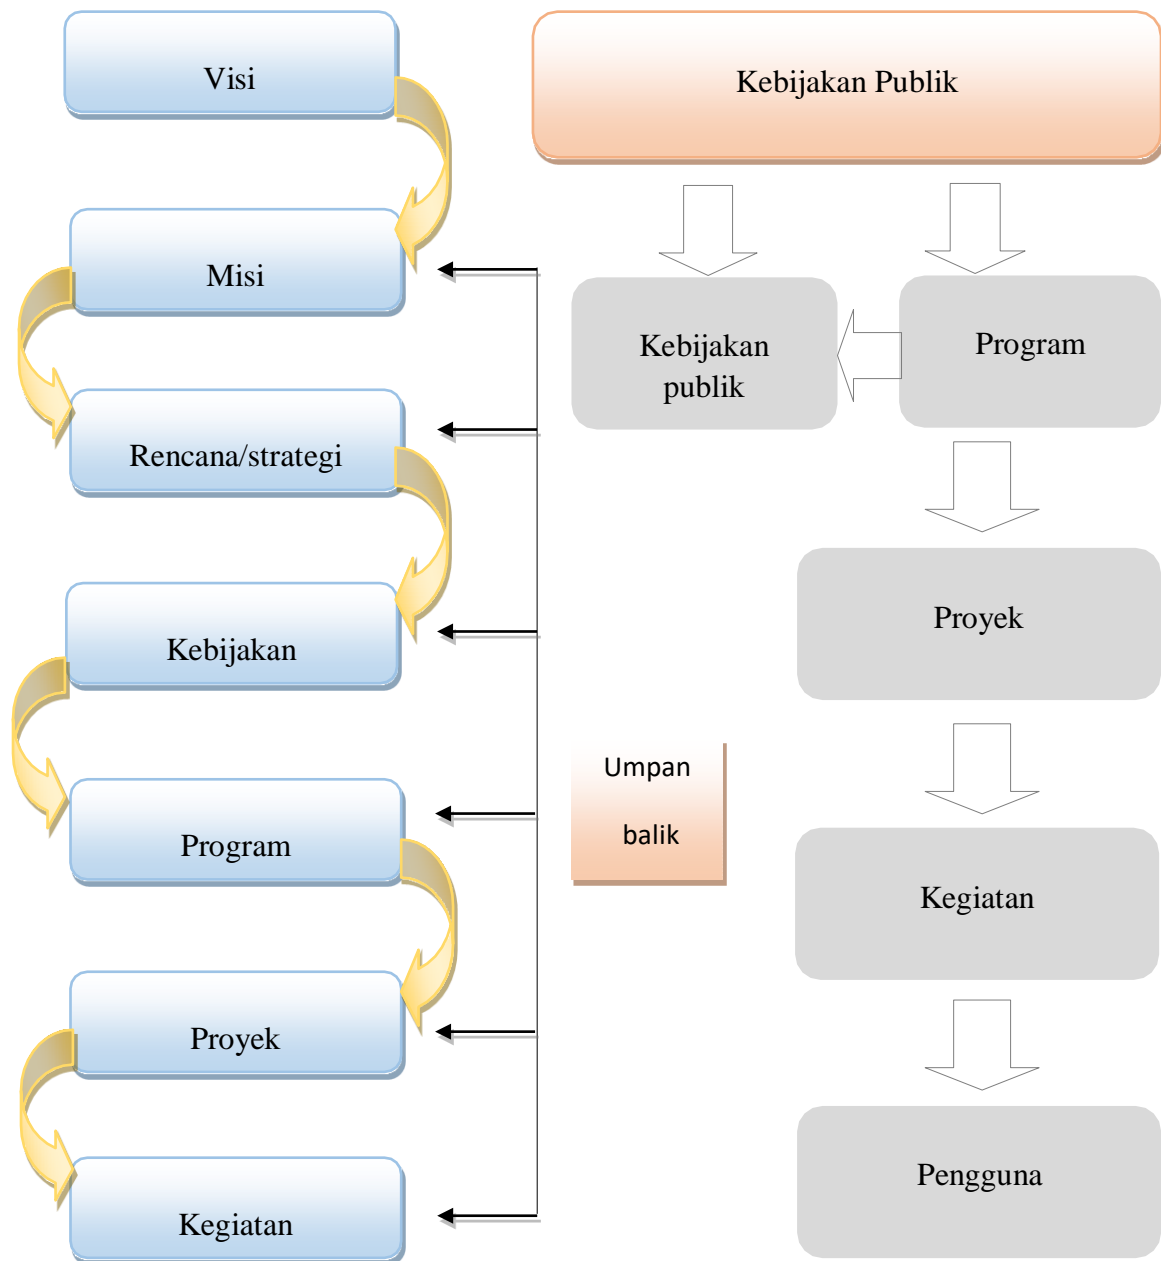 Visi
Misi
Rencana/strategi
Kebijakan
Program
Proyek
Kegiatan
Umpan
balik
Kebijakan Publik
Kebijakan
publik
Program
Proyek
Kegiatan
Pengguna